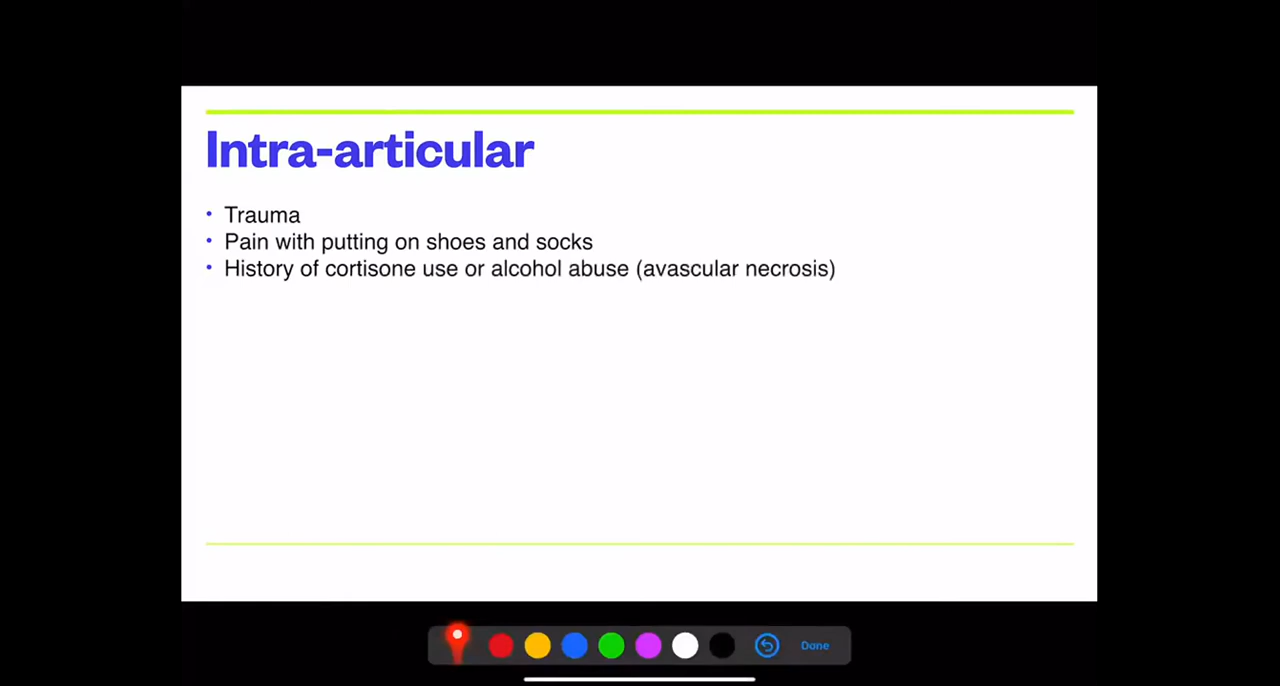 Intra-articular
• Trauma
• Pain with putting on shoes and socks
• History of cortisone use or alcohol abuse (avascular necrosis)
Done